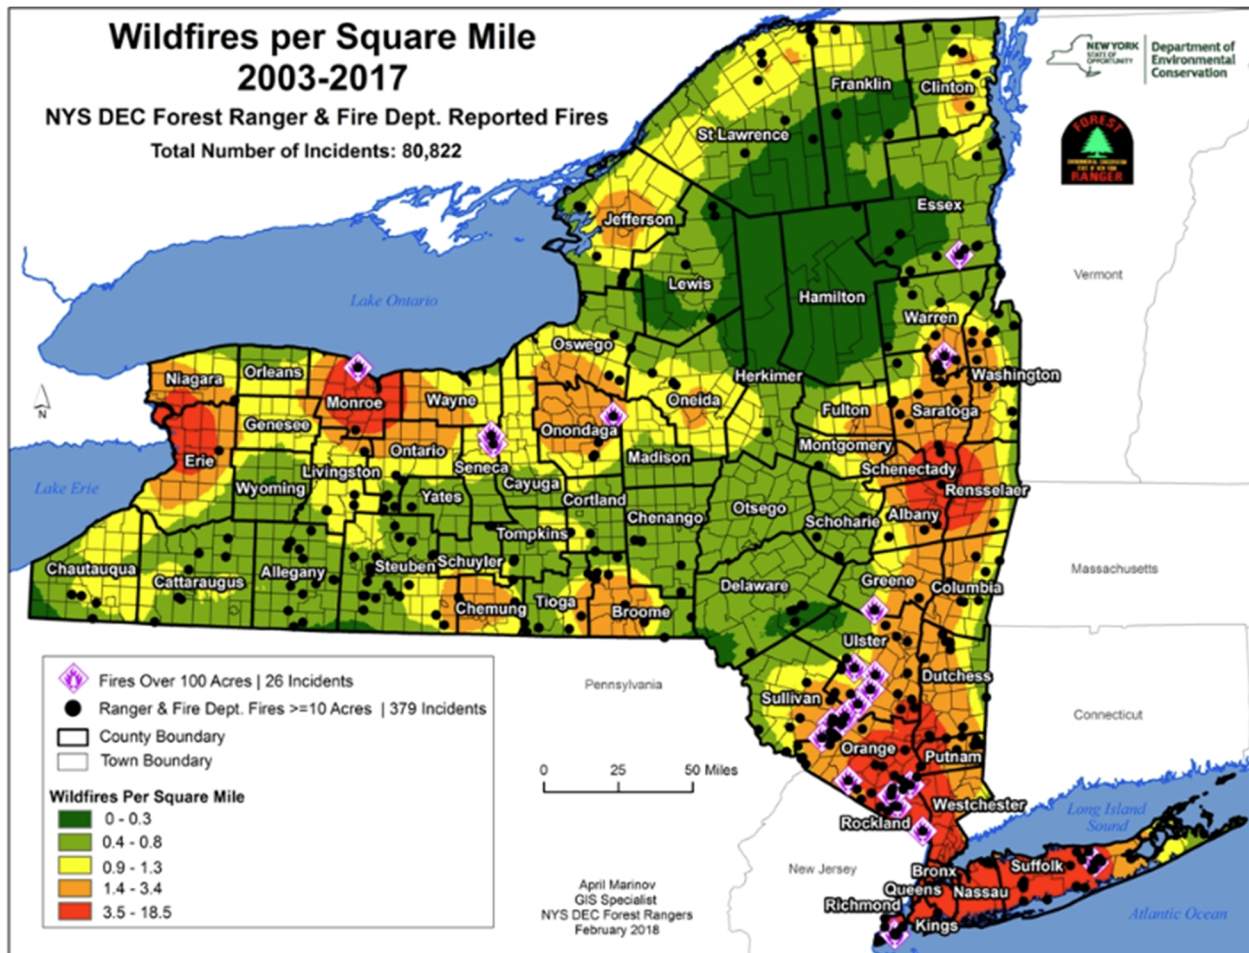 Wildfires per Square Mile
2003-2017
NYS DEC Forest Ranger & Fire Dept. Reported Fires
Total Number of Incidents: 80,822
NEW YORK
STATE OF
OPPORTUNITY
Department of
Environmental
Conservation
FOREST
RANGER
Franklin
Clinton
St Lawrence
Essex
Jefferson
Vermont
Lewis
Hamilton
Lake Ontario
Warren
Oswego
Niagara
Orleans
Herkimer
Washington
N
Monroe
Wayne
Oneida
Fulton
Saratoga
Genesee
Onondaga
Montgomery
Ontario
Erie
Livingston
Seneca
Madison
Schenectady
Lake Erie
Wyoming
Yates
Cayuga
Cortland
Rensselaer
Otsego
Chenango
Schoharie
Albany
Tompkins
Chautauqua
Cattaraugus
Allegany
Steuben
Schuyler
Massachusetts
Greene
Delaware
Columbia
Chemung
Tioga
Broome
Ulster
Fires Over 100 Acres | 26 Incidents
Pennsylvania
Dutchess
Sullivan
Ranger & Fire Dept. Fires >=10 Acres | 379 Incidents
Connecticut
County Boundary
Orange
Putnam
Town Boundary
0 25 50 Miles
Wildfires Per Square Mile
0 - 0.3
0.4 - 0.8
0.9 - 1.3
1.4 - 3.4
3.5 - 18.5
Westchester
Long Island
Sound
Rockland
New Jersey
Bronx
Suffolk
Queens
Nassau
Richmond
Kings
Atlantic Ocean
April Marinov
GIS Specialist
NYS DEC Forest Rangers
February 2018